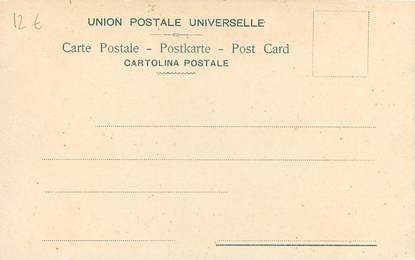 12 €
UNION POSTALE UNIVERSELLE
Carte Postale - Postkarte - Post Card
CARTOLINA POSTALE